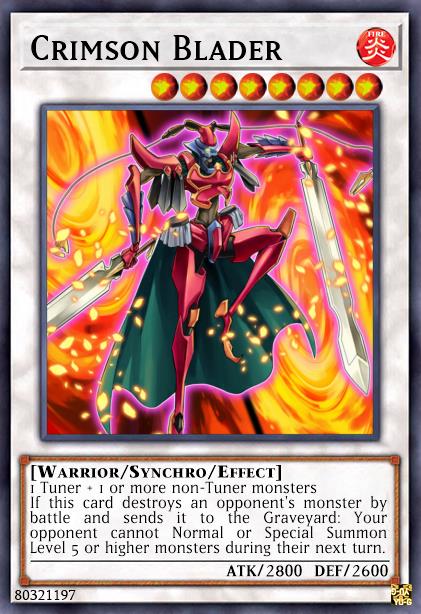 CRIMSON BLADER
FIRE
炎
[WARRIOR/SYNCHRO/EFFECT]
1 Tuner + 1 or more non-Tuner monsters
If this card destroys an opponent's monster by
battle and sends it to the Graveyard: Your
opponent cannot Normal or Special Summon
Level 5 or higher monsters during their next turn.
ATK/2800 DEF/2600
80321197